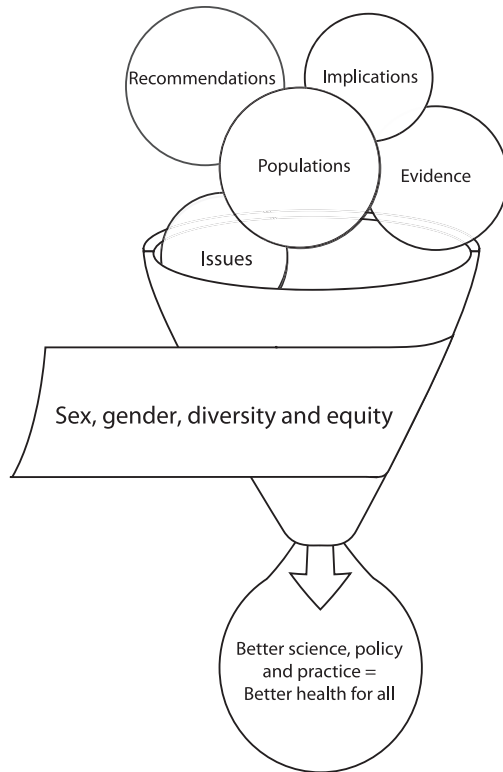 Recommendations
Implications
Populations
Evidence
Issues
Sex, gender, diversity and equity
Better science, policy
and practice =
Better health for all